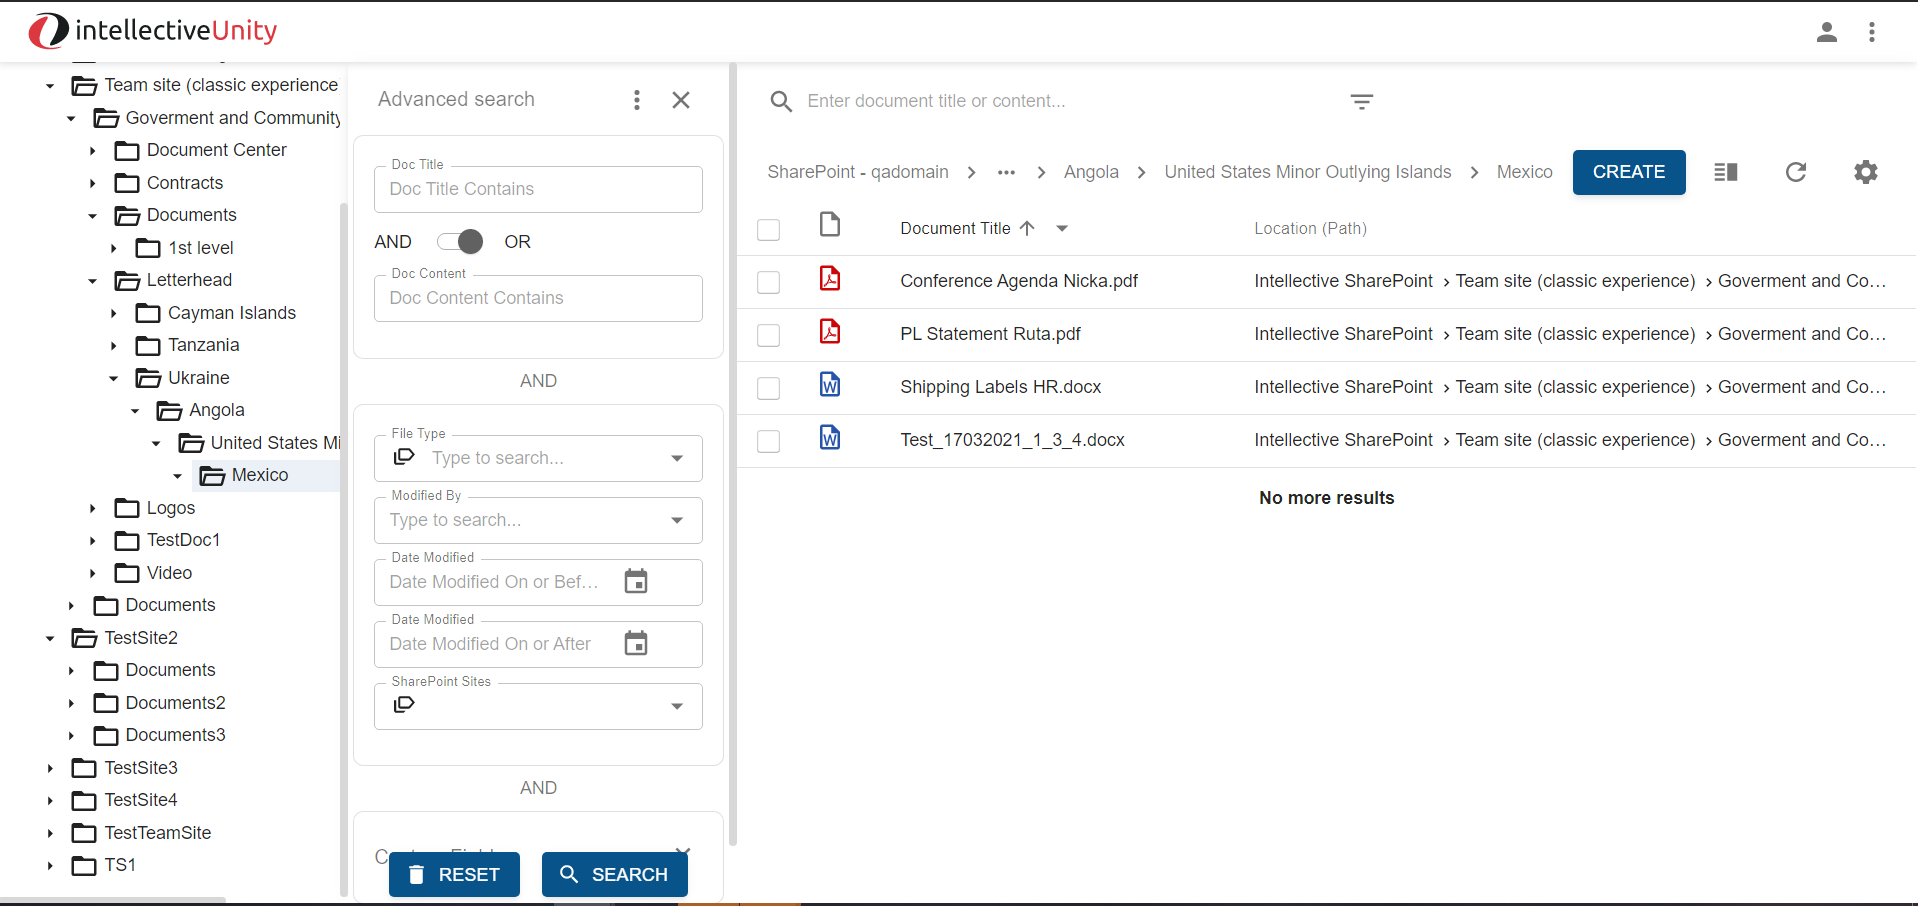 intellectiveUnity
Team site (classic experience
Goverment and Community
Document Center
Contracts
Documents
1st level
Letterhead
Cayman Islands
Tanzania
Ukraine
Angola
United States Mi
Mexico
Logos
TestDoc1
Video
Documents
TestSite2
Documents
Documents2
Documents3
TestSite3
TestSite4
TestTeamSite
TS1
Advanced search
Doc Title
Doc Title Contains
AND OR
Doc Content
Doc Content Contains
AND
File Type
Type to search...
Modified By
Type to search...
Date Modified
Date Modified On or Bef...
Date Modified
Date Modified On or After
SharePoint Sites
AND
RESET SEARCH
Enter document title or content...
SharePoint - qadomain > ... > Angola > United States Minor Outlying Islands > Mexico CREATE
Document Title Location (Path)
Conference Agenda Nicka.pdf Intellective SharePoint > Team site (classic experience) > Goverment and Co...
PL Statement Ruta.pdf Intellective SharePoint > Team site (classic experience) > Goverment and Co...
Shipping Labels HR.docx Intellective SharePoint > Team site (classic experience) > Goverment and Co...
Test_17032021_1_3_4.docx Intellective SharePoint > Team site (classic experience) > Goverment and Co...
No more results